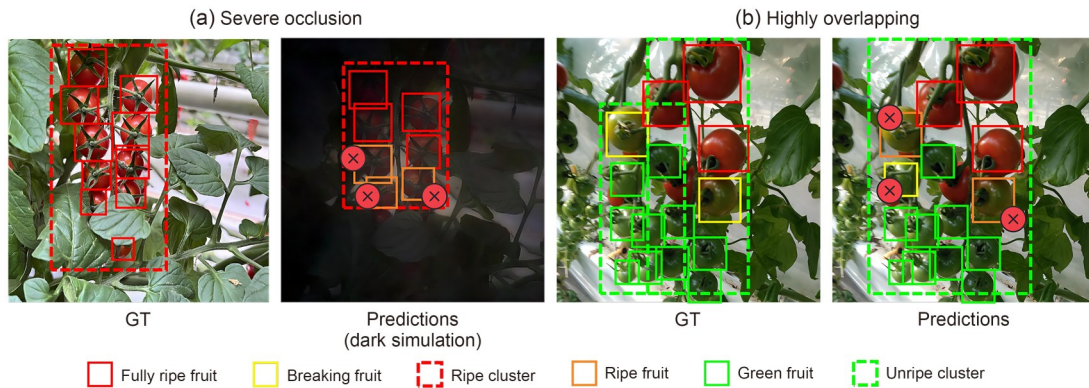 (a) Severe occlusion
(b) Highly overlapping
GT
Predictions
(dark simulation)
GT
Predictions
Fully ripe fruit
Breaking fruit
Ripe cluster
Ripe fruit
Green fruit
Unripe cluster